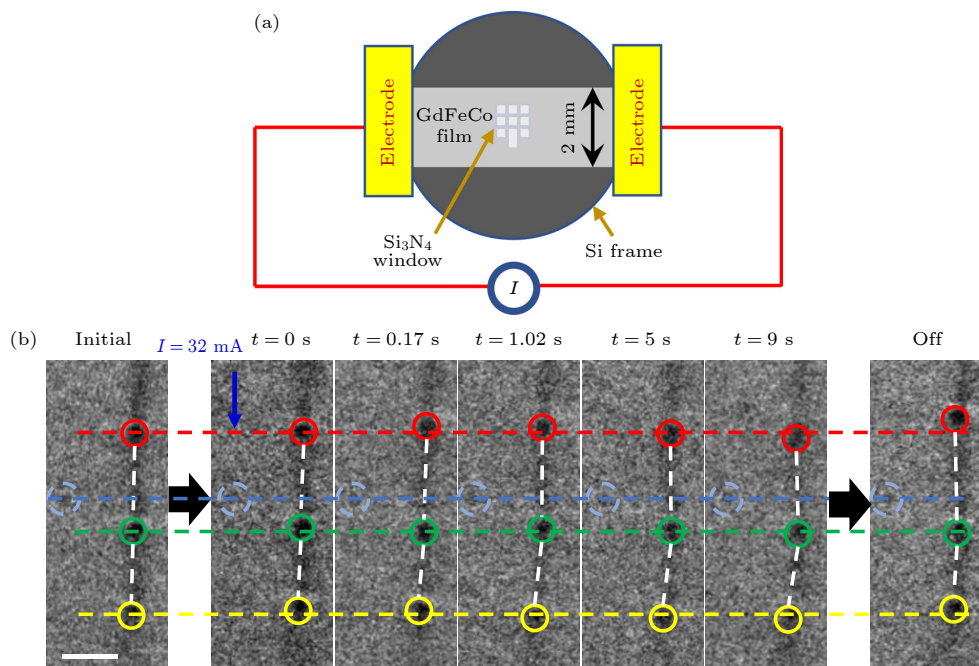 (a)
Electrode
GdFeCo
film
2 mm
Electrode
Si₃N₄
window
Si frame
I
(b)
Initial
I = 32 mA
t = 0 s
t = 0.17 s
t = 1.02 s
t = 5 s
t = 9 s
Off